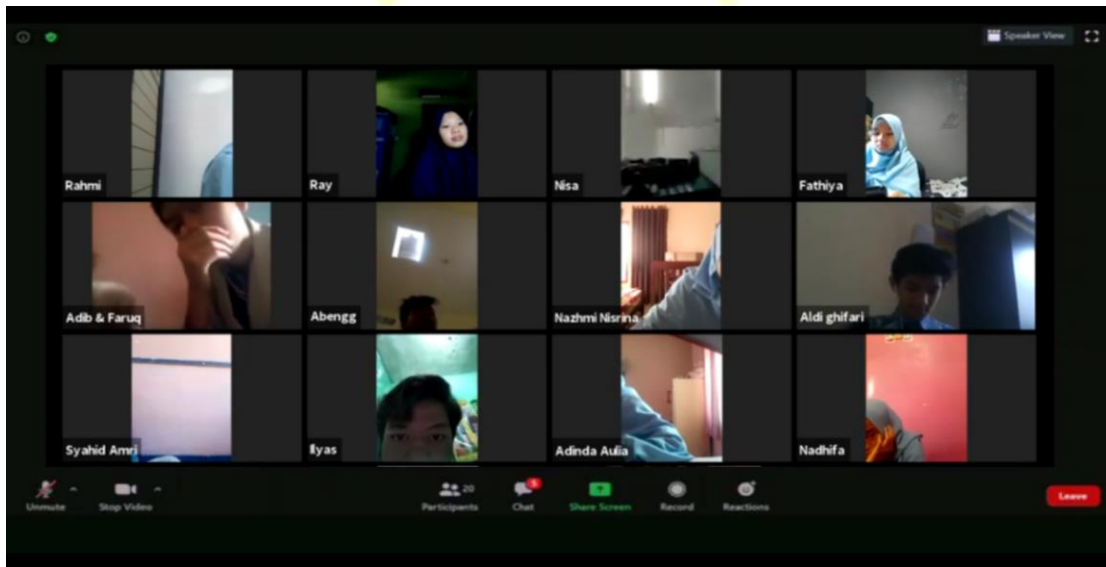 Speaker View
Rahmi
Ray
Nisa
Fathiya
Adib & Faruq
Abengg
Nazhmi Nisrina
Aldi ghifari
Syahid Amri
Ilyas
Adinda Aulia
Nadhifa
20
5
Unmute
Stop Video
Participants
Chat
Share Screen
Record
Reactions
Leave